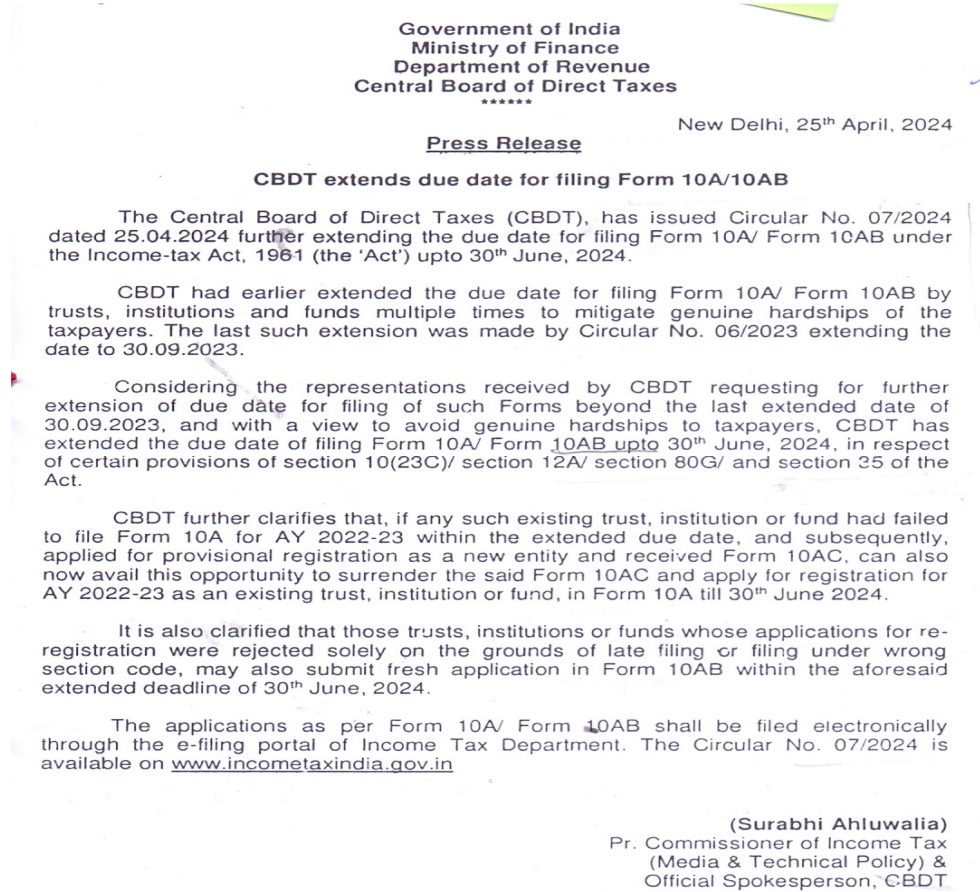 Government of India
Ministry of Finance
Department of Revenue
Central Board of Direct Taxes
******
New Delhi, 25th April, 2024
Press Release
CBDT extends due date for filing Form 10A/10AB
The Central Board of Direct Taxes (CBDT), has issued Circular No. 07/2024
dated 25.04.2024 further extending the due date for filing Form 10A/ Form 10AB under
the Income-tax Act, 1961 (the ‘Act’) upto 30th June, 2024.
CBDT had earlier extended the due date for filing Form 10A/ Form 10AB by
trusts, institutions and funds multiple times to mitigate genuine hardships of the
taxpayers. The last such extension was made by Circular No. 06/2023 extending the
date to 30.09.2023.
Considering the representations received by CBDT requesting for further
extension of due date for filing of such Forms beyond the last extended date of
30.09.2023, and with a view to avoid genuine hardships to taxpayers, CBDT has
extended the due date of filing Form 10A/ Form 10AB upto 30th June, 2024, in respect
of certain provisions of section 10(23C)/ section 12A/ section 80G/ and section 35 of the
Act.
CBDT further clarifies that, if any such existing trust, institution or fund had failed
to file Form 10A for AY 2022-23 within the extended due date, and subsequently,
applied for provisional registration as a new entity and received Form 10AC, can also
now avail this opportunity to surrender the said Form 10AC and apply for registration for
AY 2022-23 as an existing trust, institution or fund, in Form 10A till 30th June 2024.
It is also clarified that those trusts, institutions or funds whose applications for re-
registration were rejected solely on the grounds of late filing or filing under wrong
section code, may also submit fresh application in Form 10AB within the aforesaid
extended deadline of 30th June, 2024.
The applications as per Form 10A/ Form 10AB shall be filed electronically
through the e-filing portal of Income Tax Department. The Circular No. 07/2024 is
available on www.incometaxindia.gov.in
(Surabhi Ahluwalia)
Pr. Commissioner of Income Tax
(Media & Technical Policy) &
Official Spokesperson, CBDT